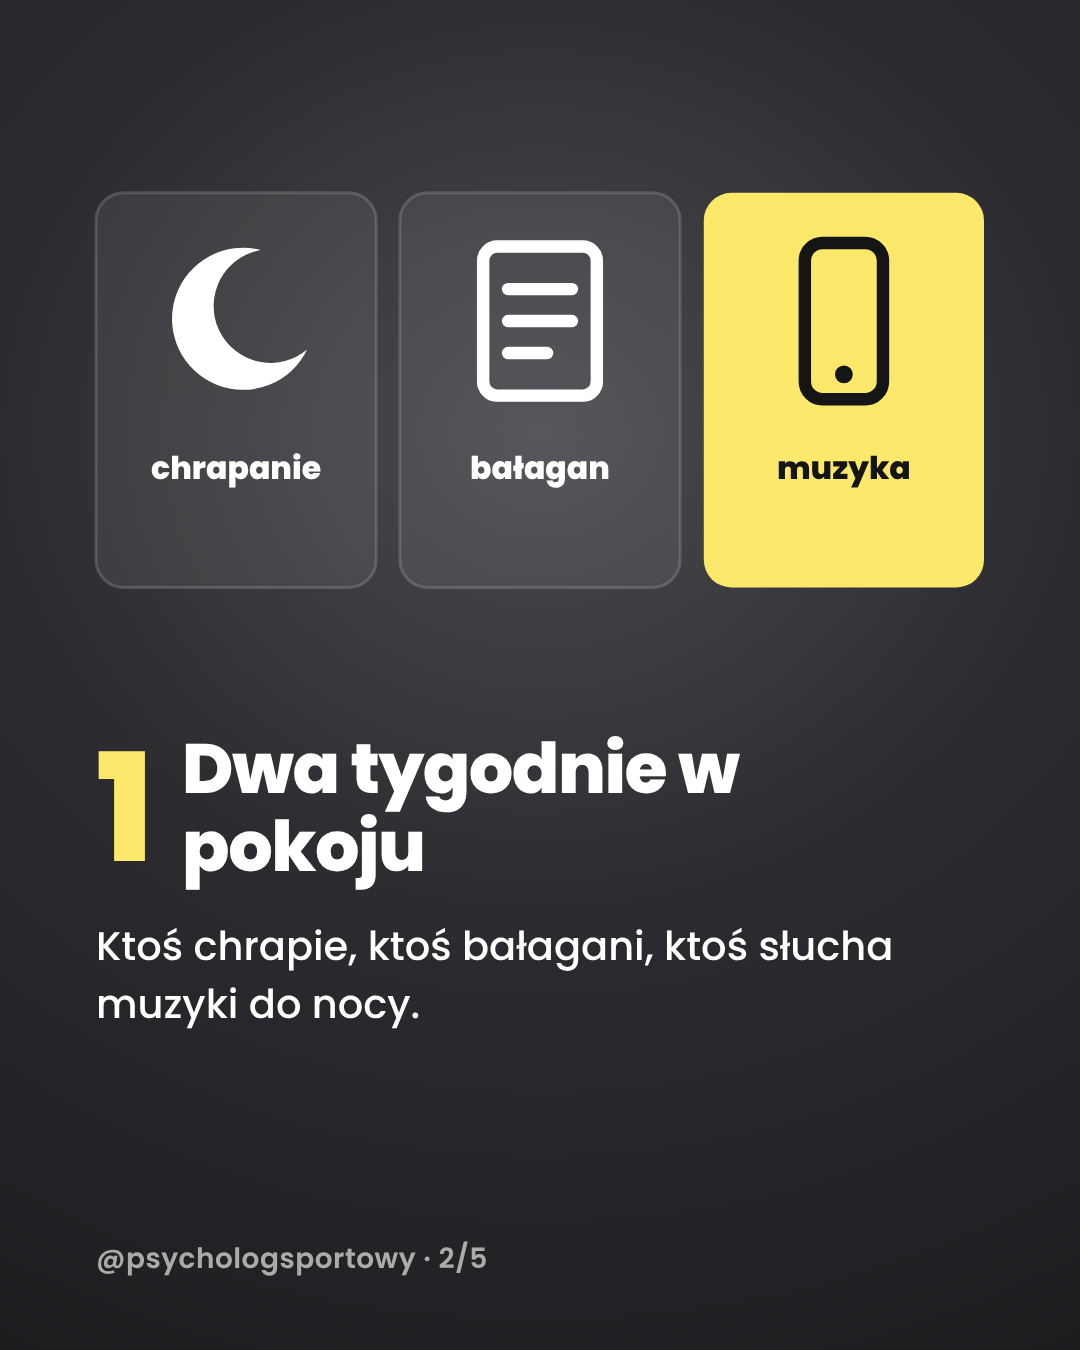 chrapanie
bałagan
muzyka
1
Dwa tygodnie w
pokoju
Ktoś chrapie, ktoś bałagani, ktoś słucha
muzyki do nocy.
@psychologsportowy · 2/5